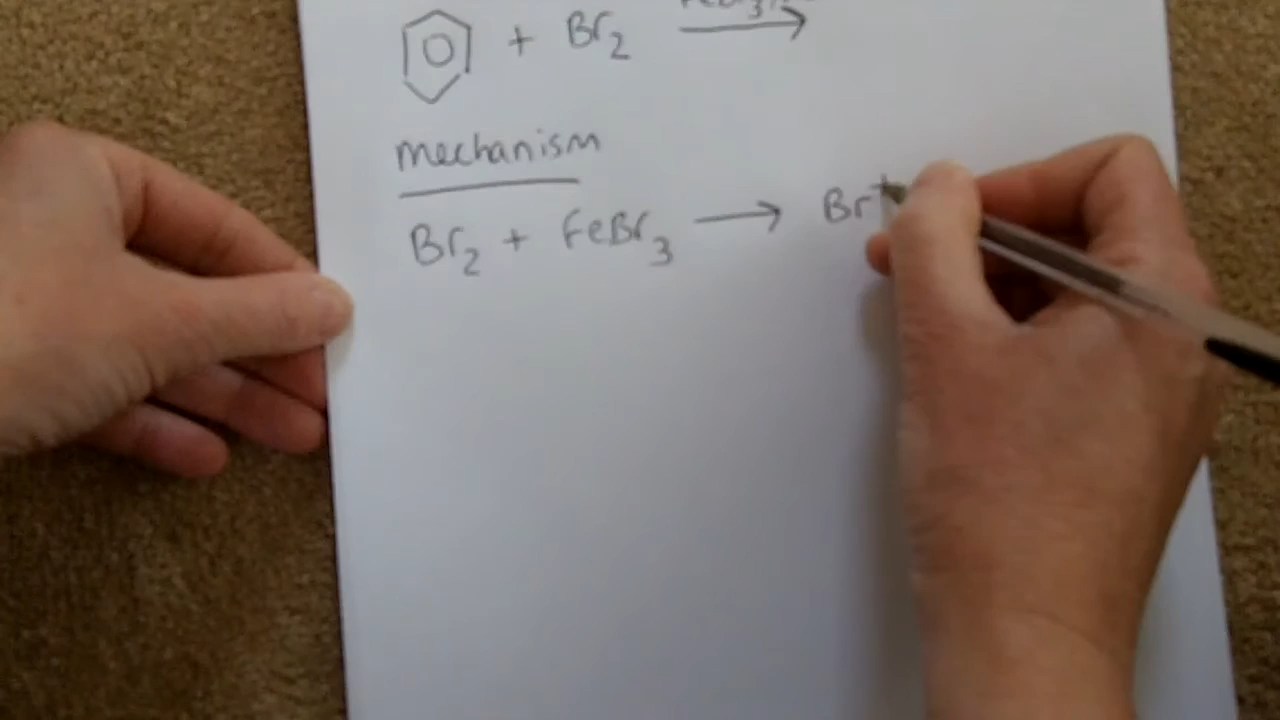 + Br2 →
mechanism
Br2 + FeBr3 → Br+